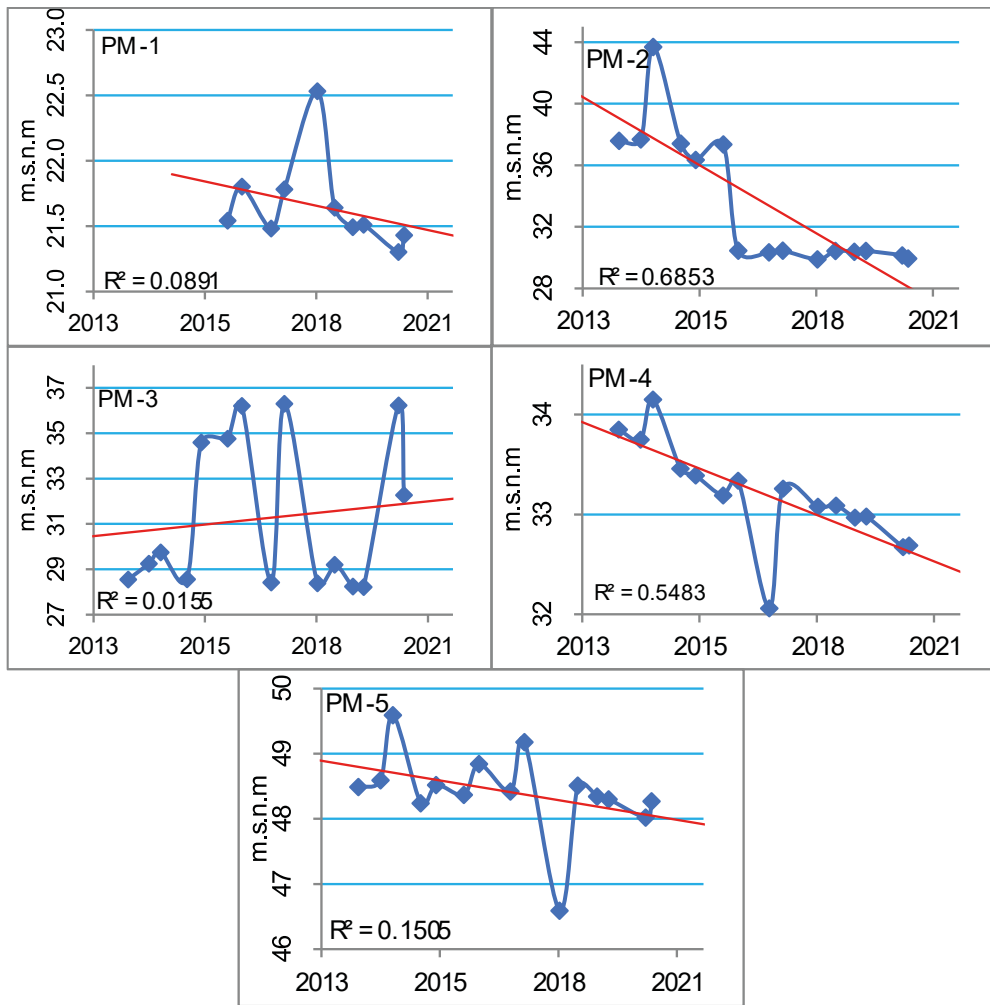 PM-1
m.s.n.m
23.0
22.5
22.0
21.5
21.0
R² = 0.0891
2013 2015 2018 2021
PM-2
m.s.n.m
44
40
36
32
28
R² = 0.6853
2013 2015 2018 2021
PM-3
m.s.n.m
37
35
33
31
29
27
R² = 0.0155
2013 2015 2018 2021
PM-4
m.s.n.m
34
33
32
R² = 0.5483
2013 2015 2018 2021
PM-5
m.s.n.m
50
49
48
47
46
R² = 0.1505
2013 2015 2018 2021